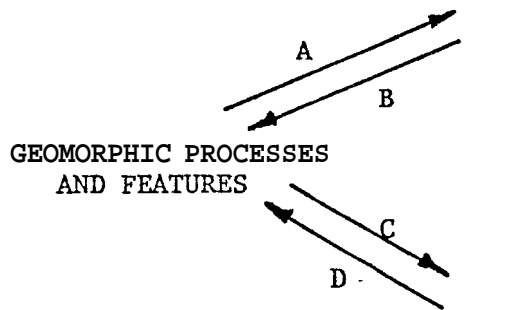 A
B
GEOMORPHIC PROCESSES
AND FEATURES
C
D